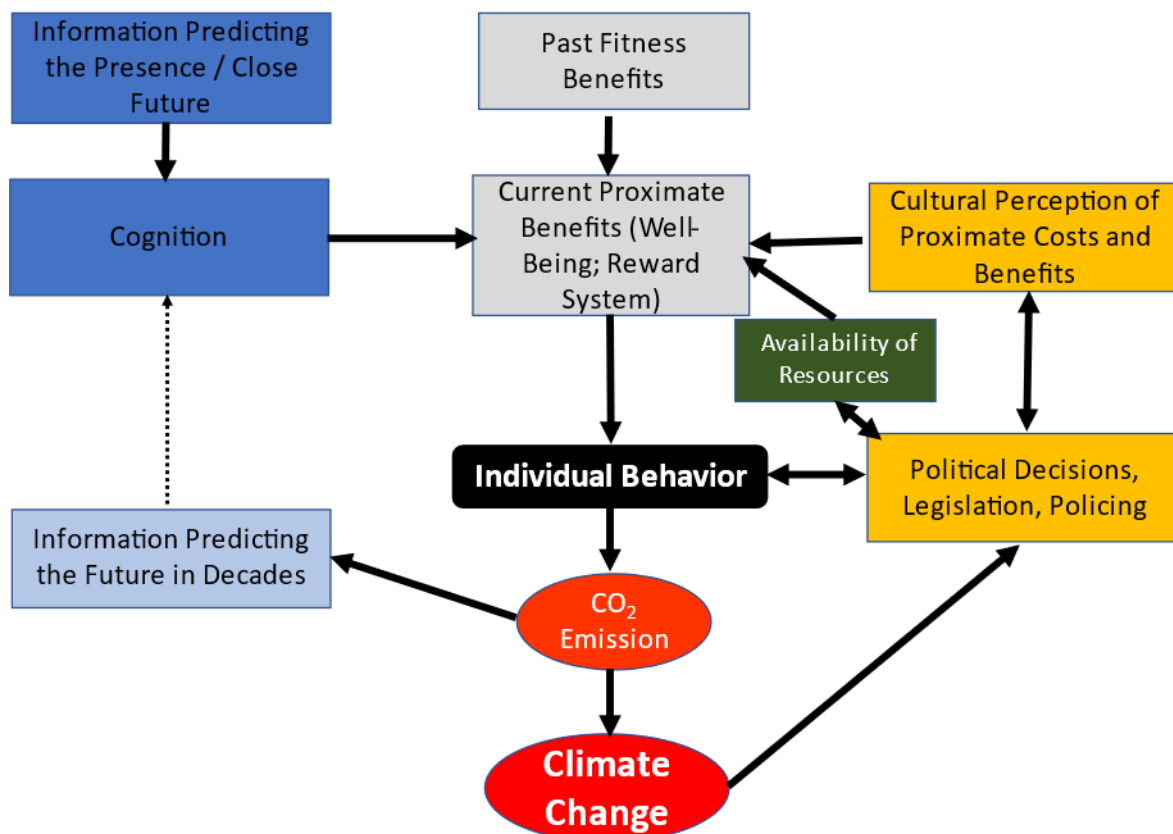 Information Predicting
the Presence / Close
Future
Past Fitness
Benefits
Cognition
Current Proximate
Benefits (Well-
Being; Reward
System)
Cultural Perception of
Proximate Costs and
Benefits
Availability of
Resources
Individual Behavior
Political Decisions,
Legislation, Policing
Information Predicting
the Future in Decades
CO₂
Emission
Climate
Change